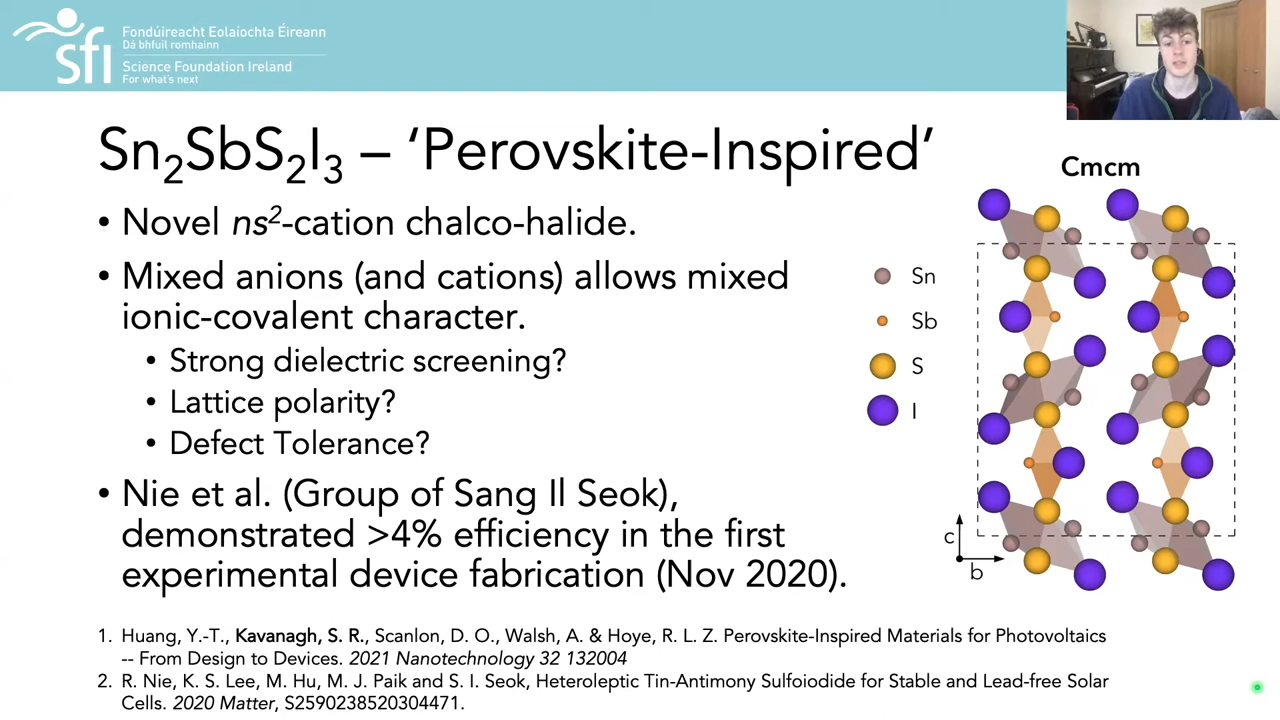 sfi
Fondúireacht Eolaíochta Éireann
Dá bhfuil romhainn
Science Foundation Ireland
For what's next
Sn₂SbS₂I₃ – ‘Perovskite-Inspired’
• Novel ns²-cation chalco-halide.
• Mixed anions (and cations) allows mixed
ionic-covalent character.
• Strong dielectric screening?
• Lattice polarity?
• Defect Tolerance?
• Nie et al. (Group of Sang Il Seok),
demonstrated >4% efficiency in the first
experimental device fabrication (Nov 2020).
Cmcm
Sn
Sb
S
I
c
b
1. Huang, Y.-T., Kavanagh, S. R., Scanlon, D. O., Walsh, A. & Hoye, R. L. Z. Perovskite-Inspired Materials for Photovoltaics
-- From Design to Devices. 2021 Nanotechnology 32 132004
2. R. Nie, K. S. Lee, M. Hu, M. J. Paik and S. I. Seok, Heteroleptic Tin-Antimony Sulfoiodide for Stable and Lead-free Solar
Cells. 2020 Matter, S2590238520304471.